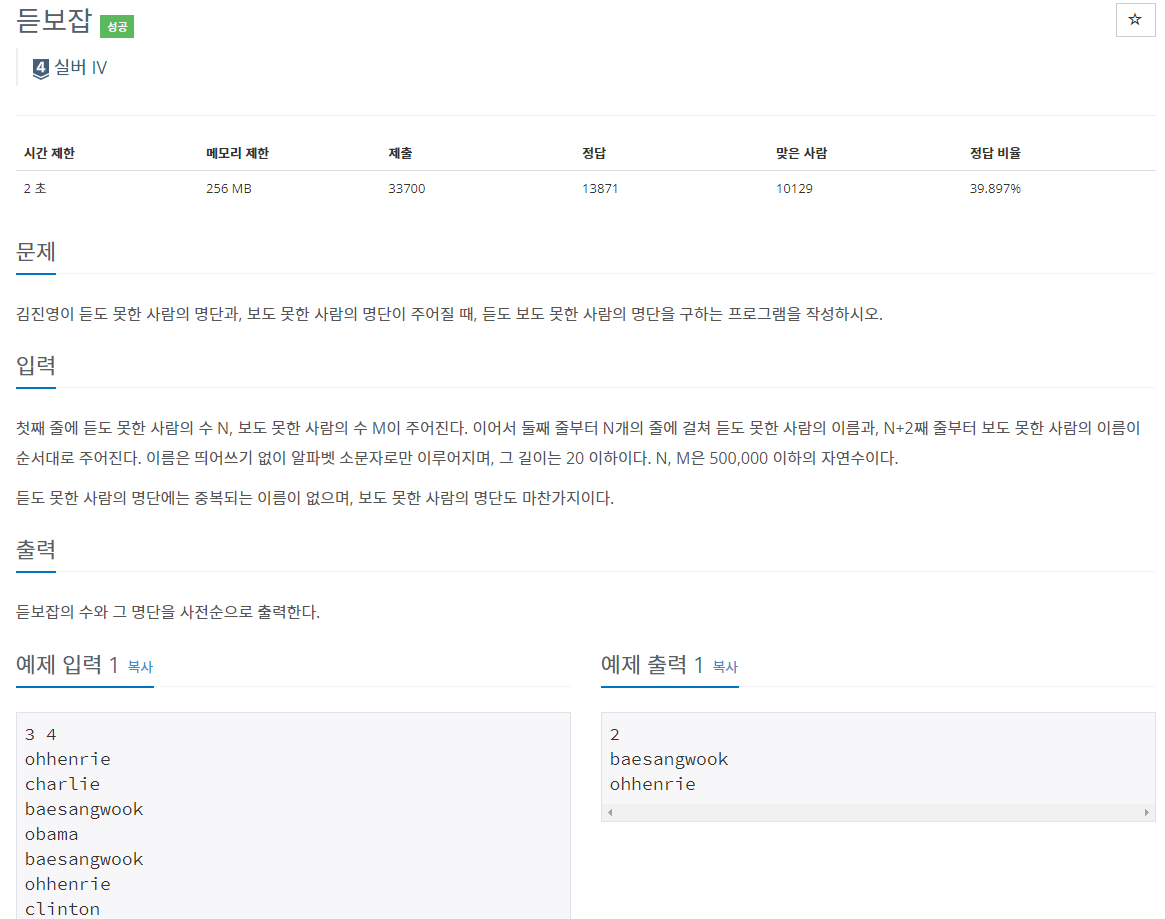 듣보잡 성공
☆
4 실버 IV
시간 제한 메모리 제한 제출 정답 맞은 사람 정답 비율
2 초 256 MB 33700 13871 10129 39.897%
문제
김진영이 듣도 못한 사람의 명단과, 보도 못한 사람의 명단이 주어질 때, 듣도 보도 못한 사람의 명단을 구하는 프로그램을 작성하시오.
입력
첫째 줄에 듣도 못한 사람의 수 N, 보도 못한 사람의 수 M이 주어진다. 이어서 둘째 줄부터 N개의 줄에 걸쳐 듣도 못한 사람의 이름과, N+2째 줄부터 보도 못한 사람의 이름이
순서대로 주어진다. 이름은 띄어쓰기 없이 알파벳 소문자로만 이루어지며, 그 길이는 20 이하이다. N, M은 500,000 이하의 자연수이다.
듣도 못한 사람의 명단에는 중복되는 이름이 없으며, 보도 못한 사람의 명단도 마찬가지이다.
출력
듣보잡의 수와 그 명단을 사전순으로 출력한다.
예제 입력 1 복사
3 4
ohhenrie
charlie
baesangwook
obama
baesangwook
ohhenrie
clinton
예제 출력 1 복사
2
baesangwook
ohhenrie